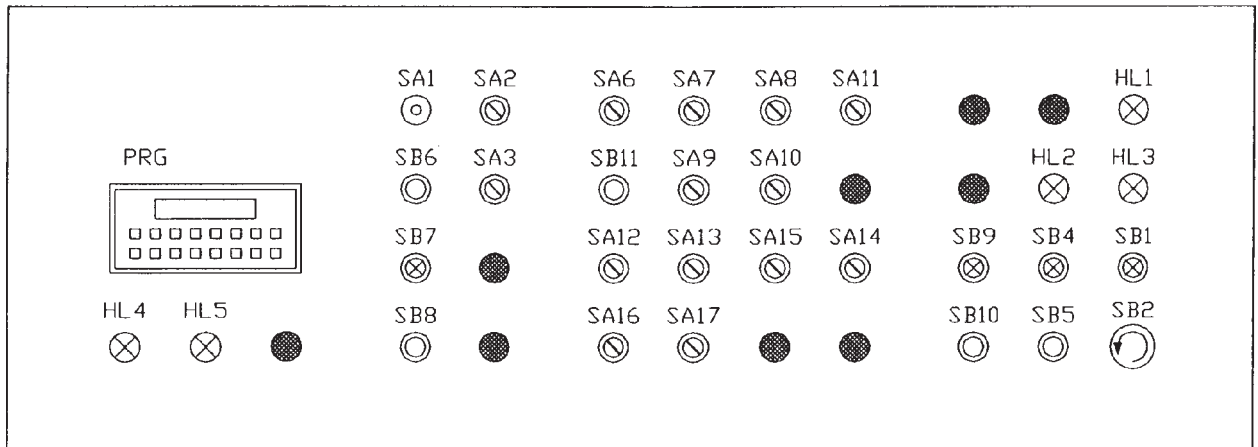 SA1 SA2 SA6 SA7 SA8 SA11 HL1
PRG SB6 SA3 SB11 SA9 SA10 HL2 HL3
SB7 SA12 SA13 SA15 SA14 SB9 SB4 SB1
HL4 HL5 SB8 SA16 SA17 SB10 SB5 SB2